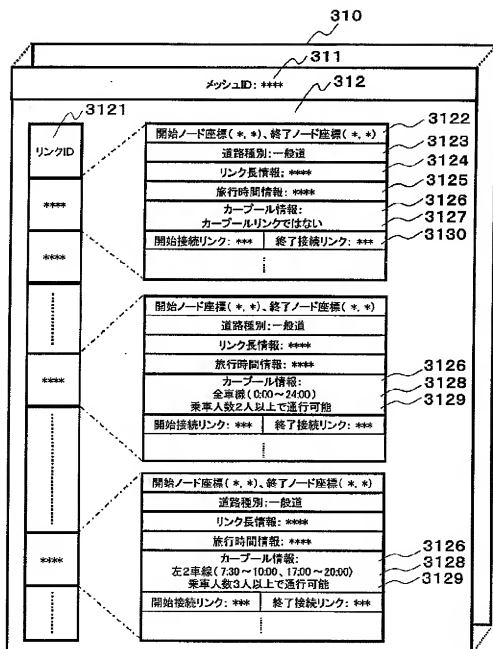 310
311
メッシュID: ****
312
3121
リンクID
****
****
****
****
開始ノード座標(*,*)、終了ノード座標(*,*)
3122
道路種別:一般道
3123
リンク長情報: ****
3124
旅行時間情報: ****
3125
カープール情報:
3126
カープールリンクではない
3127
開始接続リンク: *** 終了接続リンク: ***
3130
開始ノード座標(*,*)、終了ノード座標(*,*)
道路種別:一般道
リンク長情報: ****
旅行時間情報: ****
カープール情報:
3126
全車線(0:00~24:00)
3128
乗車人数2人以上で通行可能
3129
開始接続リンク: *** 終了接続リンク: ***
開始ノード座標(*,*)、終了ノード座標(*,*)
道路種別:一般道
リンク長情報: ****
旅行時間情報: ****
カープール情報:
3126
左2車線(7:30~10:00、17:00~20:00)
3128
乗車人数3人以上で通行可能
3129
開始接続リンク: *** 終了接続リンク: ***